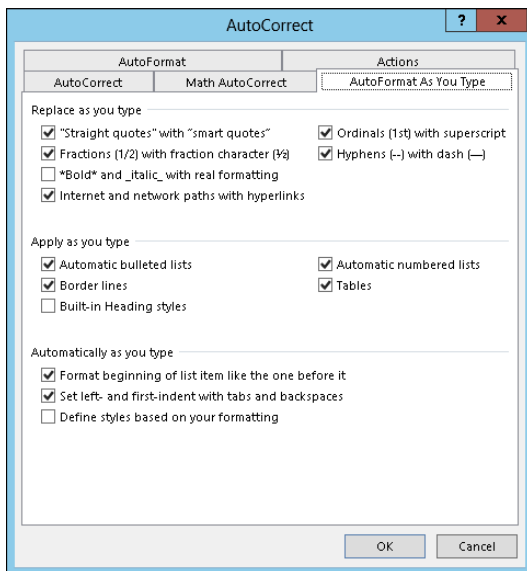 AutoCorrect
? x
AutoFormat Actions
AutoCorrect Math AutoCorrect AutoFormat As You Type
Replace as you type
"Straight quotes" with “smart quotes” Ordinals (1st) with superscript
Fractions (1/2) with fraction character (½) Hyphens (--) with dash (—)
*Bold* and _italic_ with real formatting
Internet and network paths with hyperlinks
Apply as you type
Automatic bulleted lists Automatic numbered lists
Border lines Tables
Built-in Heading styles
Automatically as you type
Format beginning of list item like the one before it
Set left- and first-indent with tabs and backspaces
Define styles based on your formatting
OK Cancel